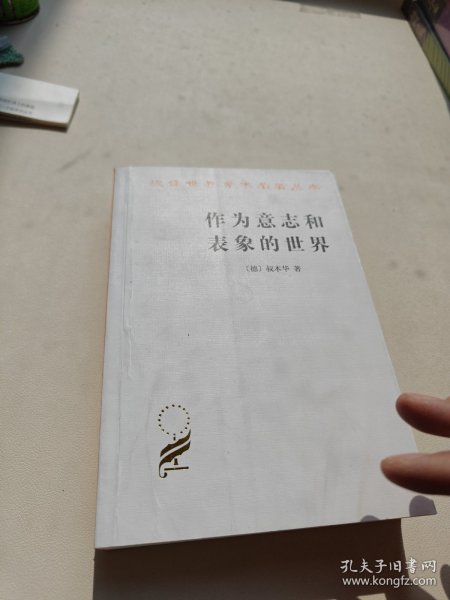 汉译世界学术名著丛书
作为意志和
表象的世界
〔德〕叔本华 著
孔夫子旧书网
www.kongfz.com